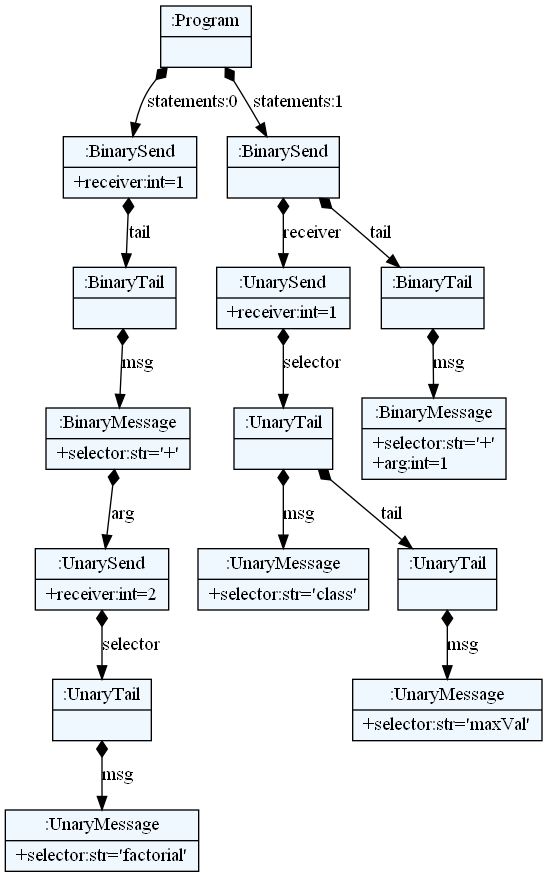 :Program
statements:0
statements:1
:BinarySend
+receiver:int=1
:BinarySend
tail
receiver
tail
:BinaryTail
:UnarySend
+receiver:int=1
:BinaryTail
msg
selector
msg
:BinaryMessage
+selector:str='+'
:UnaryTail
:BinaryMessage
+selector:str='+'
+arg:int=1
arg
msg
tail
:UnarySend
+receiver:int=2
:UnaryMessage
+selector:str='class'
:UnaryTail
selector
msg
:UnaryTail
:UnaryMessage
+selector:str='maxVal'
msg
:UnaryMessage
+selector:str='factorial'